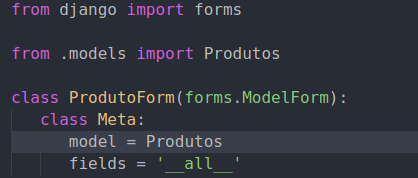 from django import forms
from .models import Produtos
class ProdutoForm(forms.ModelForm):
class Meta:
model = Produtos
fields = '__all__'